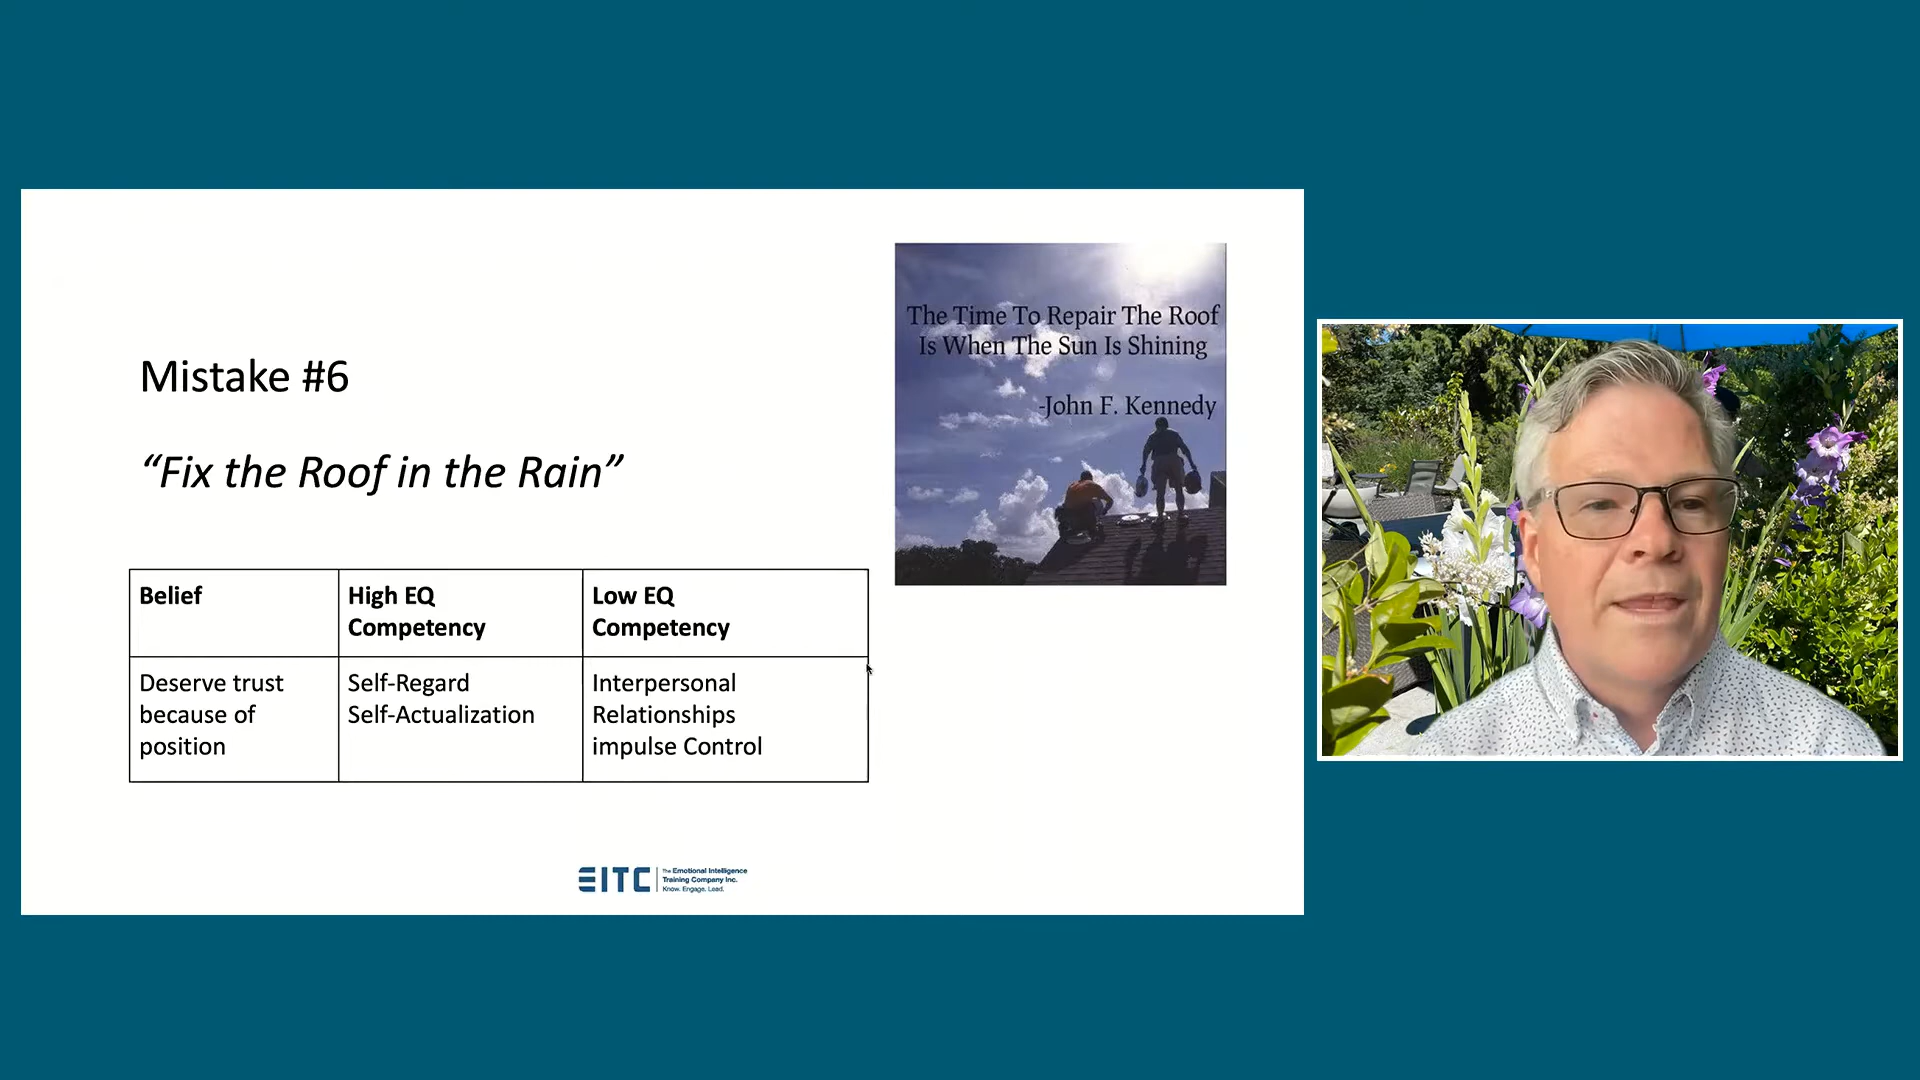 The Time To Repair The Roof
Is When The Sun Is Shining
-John F. Kennedy
Mistake #6
“Fix the Roof in the Rain”
Belief
High EQ
Competency
Low EQ
Competency
Deserve trust
because of
position
Self-Regard
Self-Actualization
Interpersonal
Relationships
impulse Control
EITC
The Emotional Intelligence
Training Company Inc.
Know. Engage. Lead.